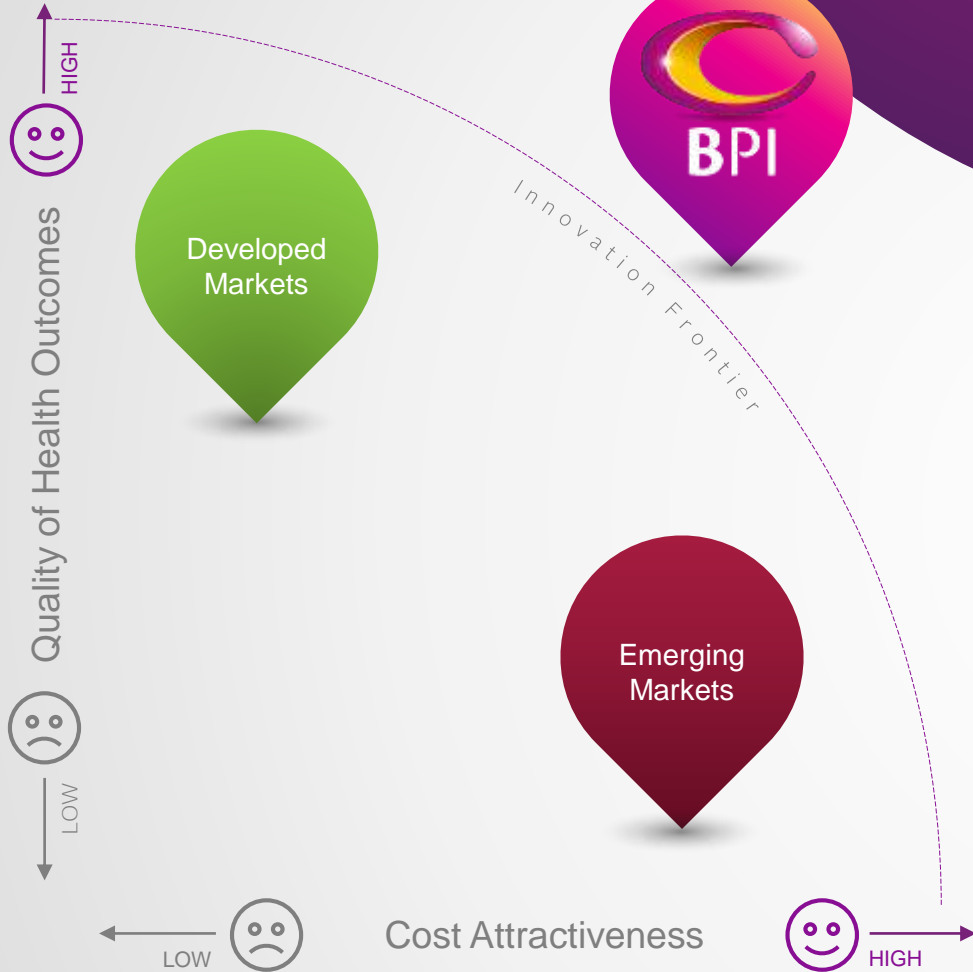 HIGH
BPI
Developed
Markets
Innovation Frontier
Quality of Health Outcomes
Emerging
Markets
LOW
Cost Attractiveness
LOW
HIGH